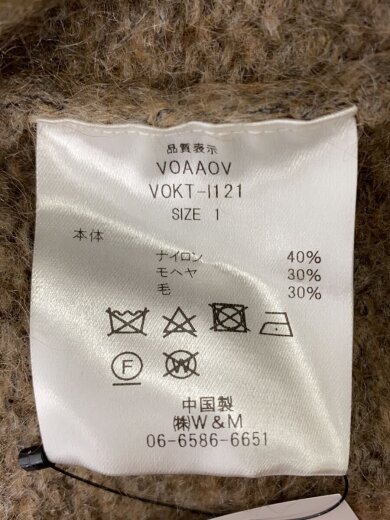 品質表示
VOAAOV
VOKT-I121
SIZE 1
本体
ナイロン 40%
モヘヤ 30%
毛 30%
F W
中国製
㈱W&M
06-6586-6651